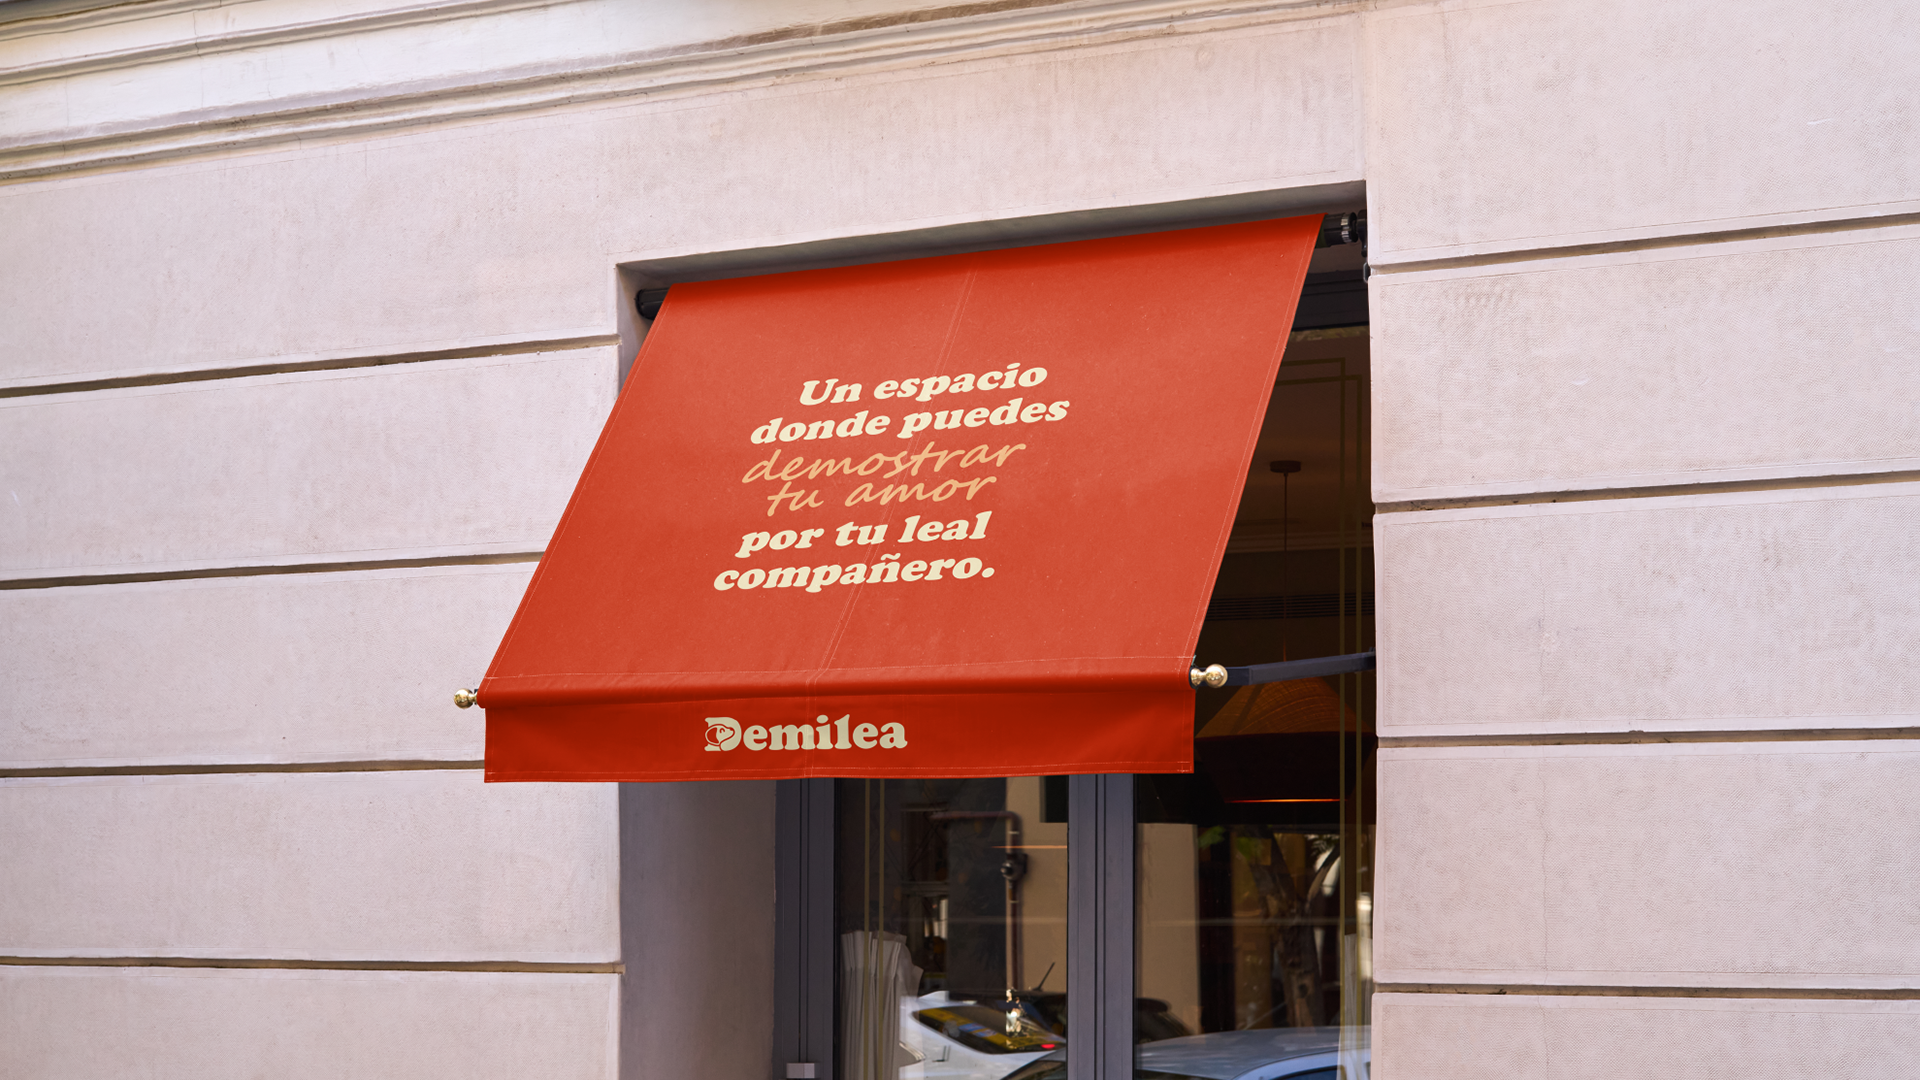 Un espacio
donde puedes
demostrar
tu amor
por tu leal
compañero.
Demilea